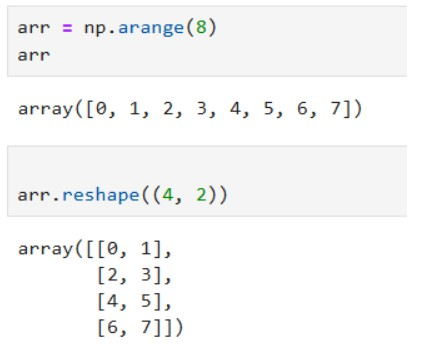 arr = np.arange(8)
arr
array([0, 1, 2, 3, 4, 5, 6, 7])
arr.reshape((4, 2))
array([[0, 1],
       [2, 3],
       [4, 5],
       [6, 7]])